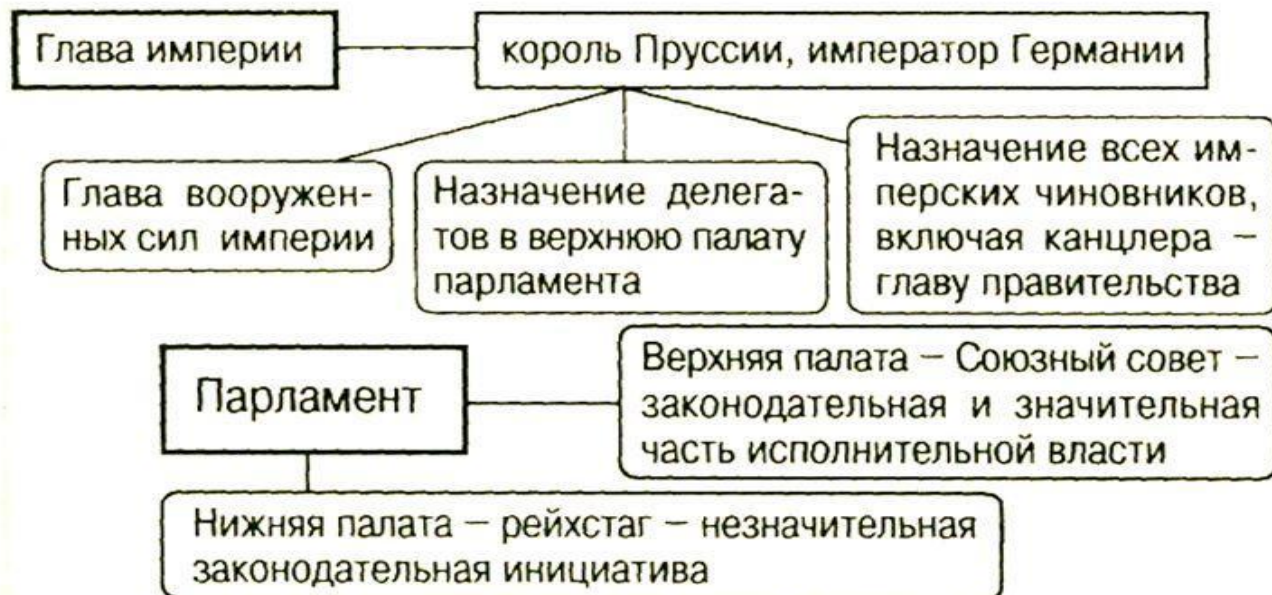 Глава империи
король Пруссии, император Германии
Глава вооружен-
ных сил империи
Назначение делега-
тов в верхнюю палату
парламента
Назначение всех им-
перских чиновников,
включая канцлера –
главу правительства
Парламент
Верхняя палата – Союзный совет –
законодательная и значительная
часть исполнительной власти
Нижняя палата – рейхстаг – незначительная
законодательная инициатива